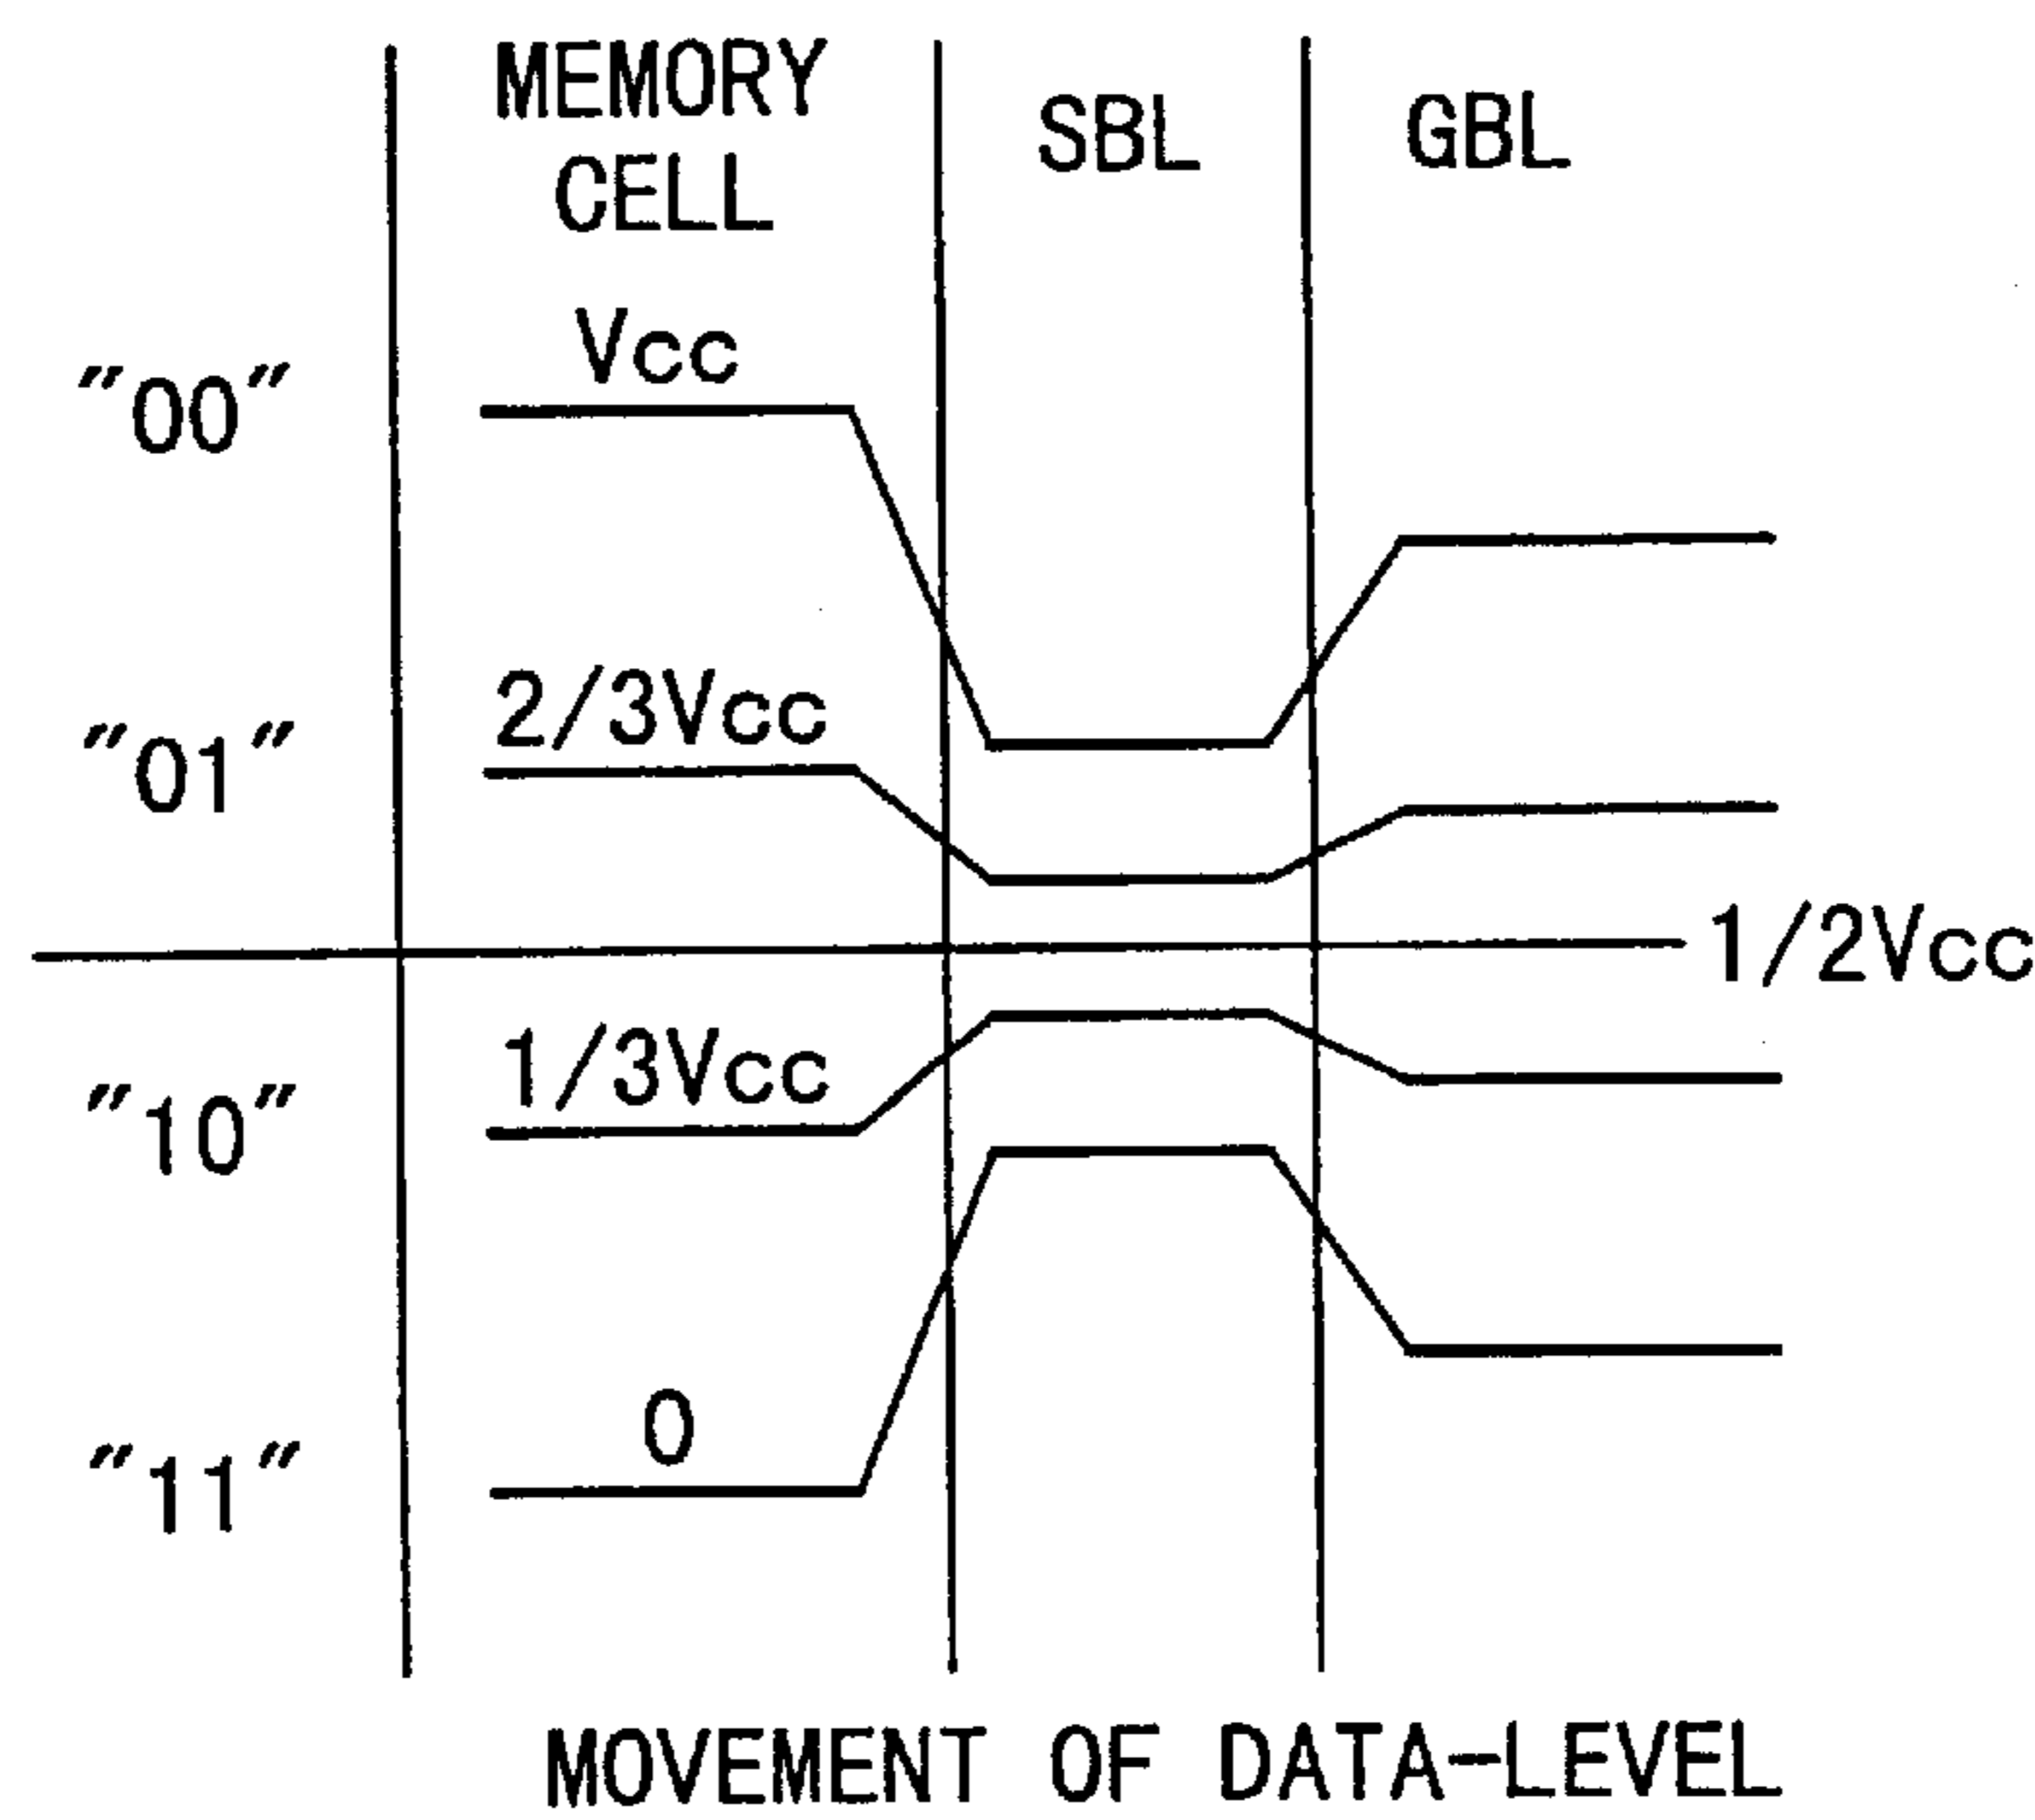 MEMORY
CELL
SBL
GBL
Vcc
"00"
2/3Vcc
"01"
1/2Vcc
1/3Vcc
"10"
0
"11"
MOVEMENT OF DATA-LEVEL